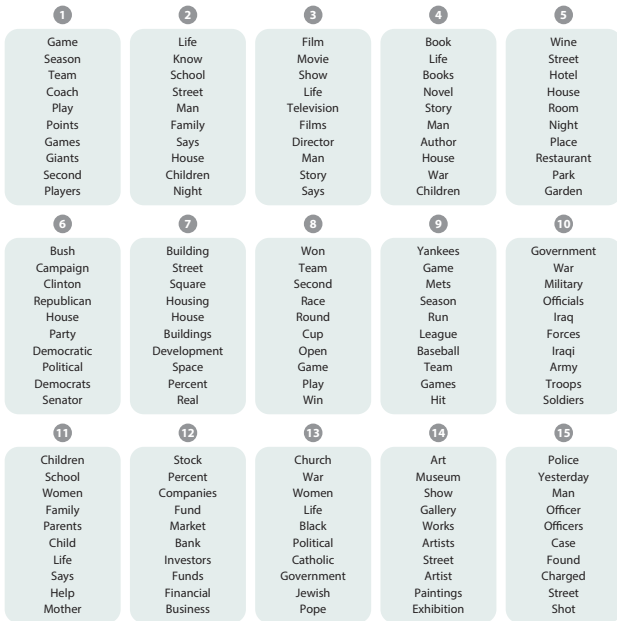 1
Game
Season
Team
Coach
Play
Points
Games
Giants
Second
Players
2
Life
Know
School
Street
Man
Family
Says
House
Children
Night
3
Film
Movie
Show
Life
Television
Films
Director
Man
Story
Says
4
Book
Life
Books
Novel
Story
Man
Author
House
War
Children
5
Wine
Street
Hotel
House
Room
Night
Place
Restaurant
Park
Garden
6
Bush
Campaign
Clinton
Republican
House
Party
Democratic
Political
Democrats
Senator
7
Building
Street
Square
Housing
House
Buildings
Development
Space
Percent
Real
8
Won
Team
Second
Race
Round
Cup
Open
Game
Play
Win
9
Yankees
Game
Mets
Season
Run
League
Baseball
Team
Games
Hit
10
Government
War
Military
Officials
Iraq
Forces
Iraqi
Army
Troops
Soldiers
11
Children
School
Women
Family
Parents
Child
Life
Says
Help
Mother
12
Stock
Percent
Companies
Fund
Market
Bank
Investors
Funds
Financial
Business
13
Church
War
Women
Life
Black
Political
Catholic
Government
Jewish
Pope
14
Art
Museum
Show
Gallery
Works
Artists
Street
Artist
Paintings
Exhibition
15
Police
Yesterday
Man
Officer
Officers
Case
Found
Charged
Street
Shot